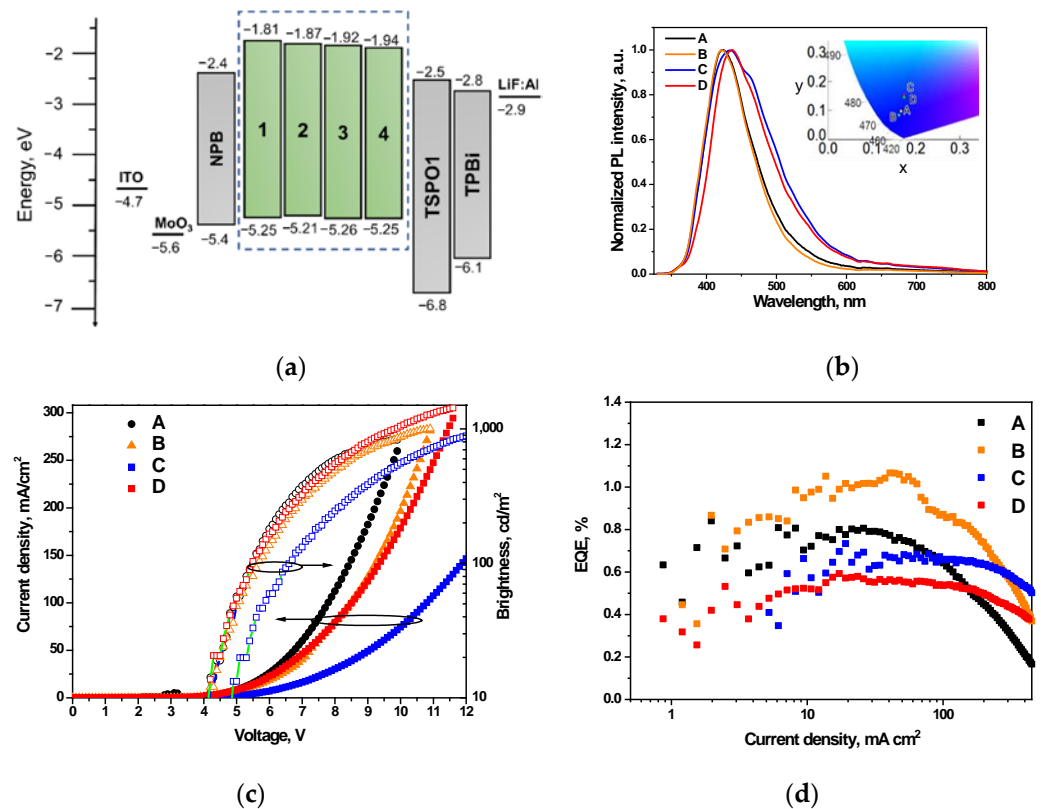 (a)
Energy, eV
−2
−3
−4
−5
−6
−7
ITO
−4.7
MoO3
−5.6
−2.4
NPB
−5.4
−1.81
1
−5.25
−1.87
2
−5.21
−1.92
3
−5.26
−1.94
4
−5.25
−2.5
TSPO1
−6.8
−2.8
TPBi
−6.1
LiF:Al
−2.9
(b)
Normalized PL intensity, a.u.
1.0
0.8
0.6
0.4
0.2
0.0
400 500 600 700 800
Wavelength, nm
A
B
C
D
0.3
0.2
0.1
0.0
y
490
480
470
460
420
C
D
A
B
0.0 0.1 0.2 0.3
x
(c)
Current density, mA/cm2
300
250
200
150
100
50
0
0 1 2 3 4 5 6 7 8 9 10 11 12
Voltage, V
Brightness, cd/m2
1,000
100
10
A
B
C
D
(d)
EQE, %
1.4
1.2
1.0
0.8
0.6
0.4
0.2
0.0
1 10 100
Current density, mA cm2
A
B
C
D